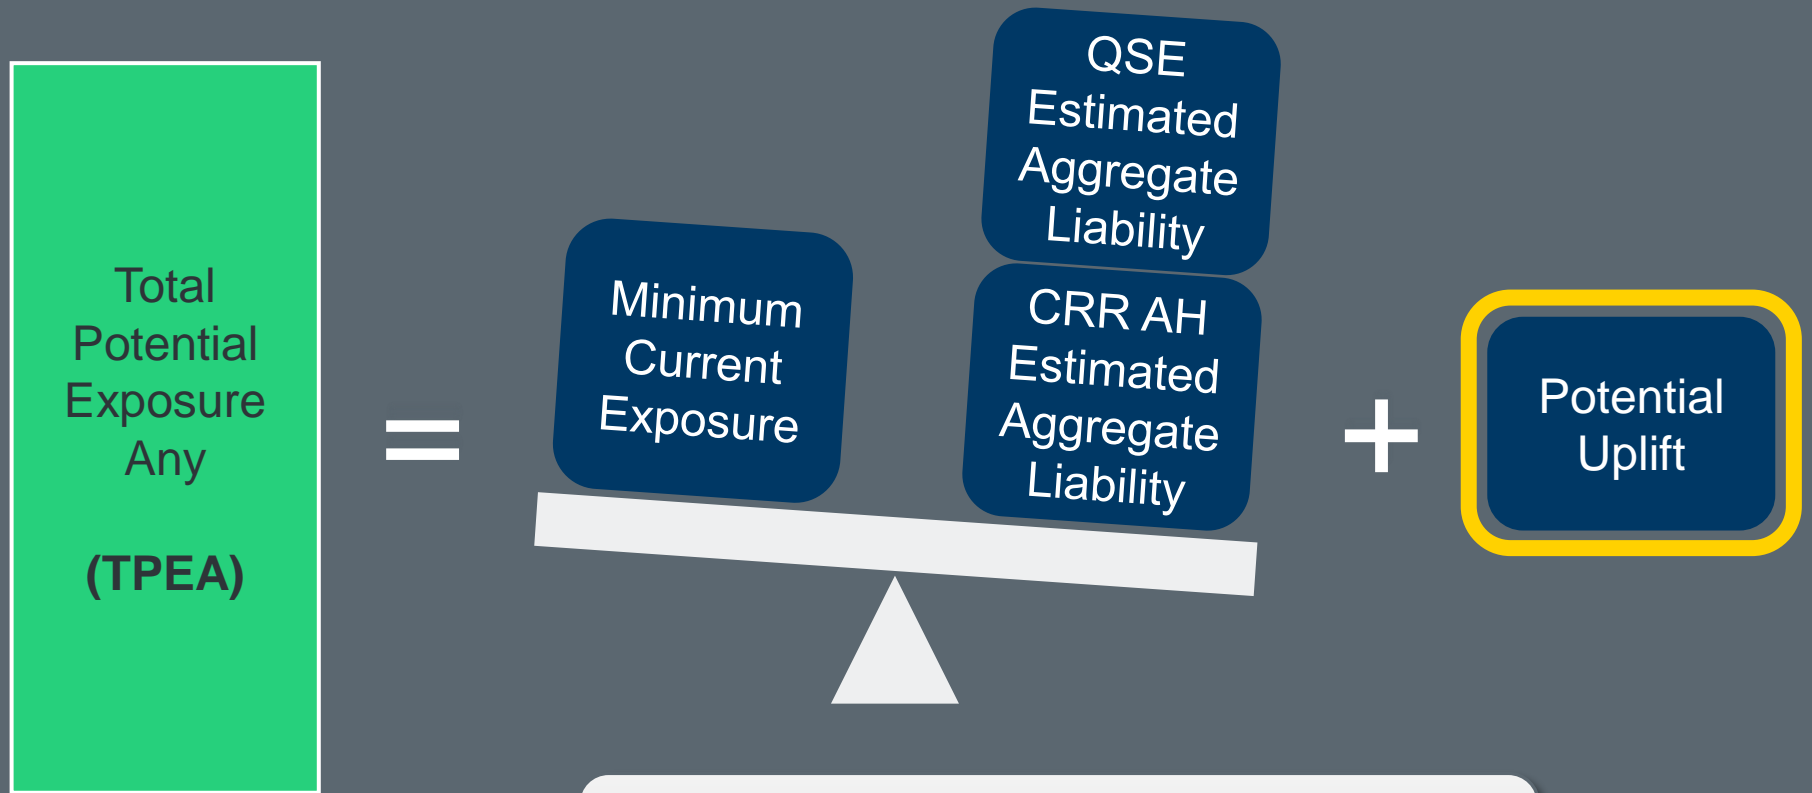 Total
Potential
Exposure
Any
(TPEA)
=
Minimum
Current
Exposure
QSE
Estimated
Aggregate
Liability
CRR AH
Estimated
Aggregate
Liability
+
Potential
Uplift